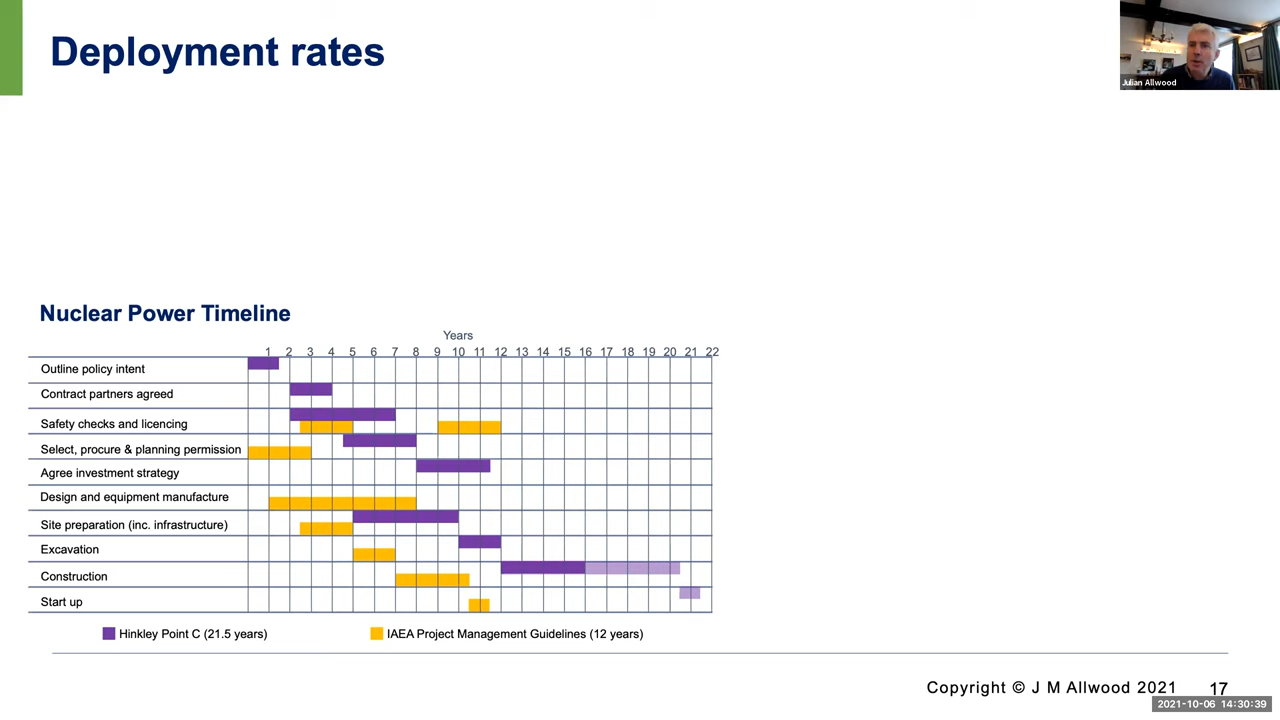 Deployment rates
Julian Allwood
Nuclear Power Timeline
Years
1 2 3 4 5 6 7 8 9 10 11 12 13 14 15 16 17 18 19 20 21 22
Outline policy intent
Contract partners agreed
Safety checks and licencing
Select, procure & planning permission
Agree investment strategy
Design and equipment manufacture
Site preparation (inc. infrastructure)
Excavation
Construction
Start up
Hinkley Point C (21.5 years)
IAEA Project Management Guidelines (12 years)
Copyright © J M Allwood 2021
17
2021-10-06 14:30:39